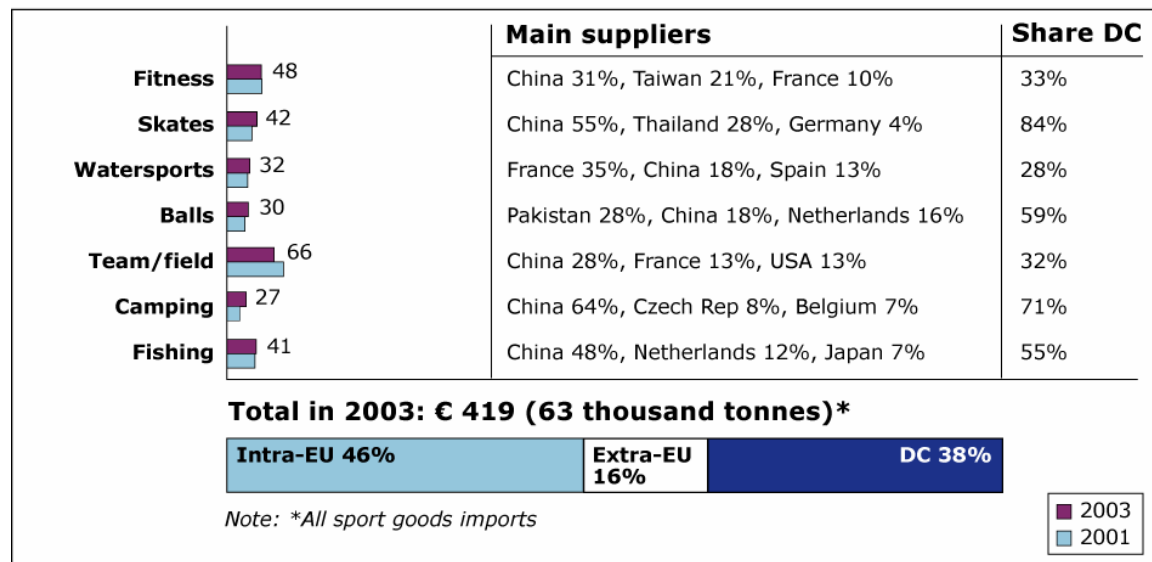 Main suppliers Share DC
Fitness 48 China 31%, Taiwan 21%, France 10% 33%
Skates 42 China 55%, Thailand 28%, Germany 4% 84%
Watersports 32 France 35%, China 18%, Spain 13% 28%
Balls 30 Pakistan 28%, China 18%, Netherlands 16% 59%
Team/field 66 China 28%, France 13%, USA 13% 32%
Camping 27 China 64%, Czech Rep 8%, Belgium 7% 71%
Fishing 41 China 48%, Netherlands 12%, Japan 7% 55%
Total in 2003: € 419 (63 thousand tonnes)*
Intra-EU 46% Extra-EU DC 38%
16%
Note: *All sport goods imports
2003
2001